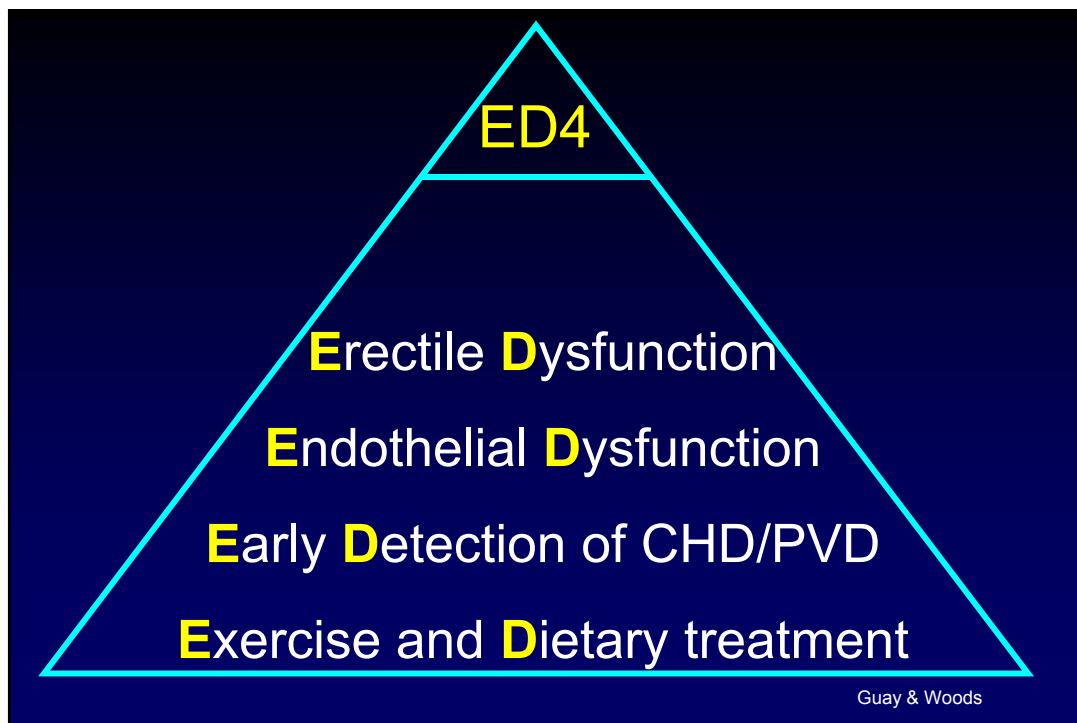 ED4
Erectile Dysfunction
Endothelial Dysfunction
Early Detection of CHD/PVD
Exercise and Dietary treatment
Guay & Woods